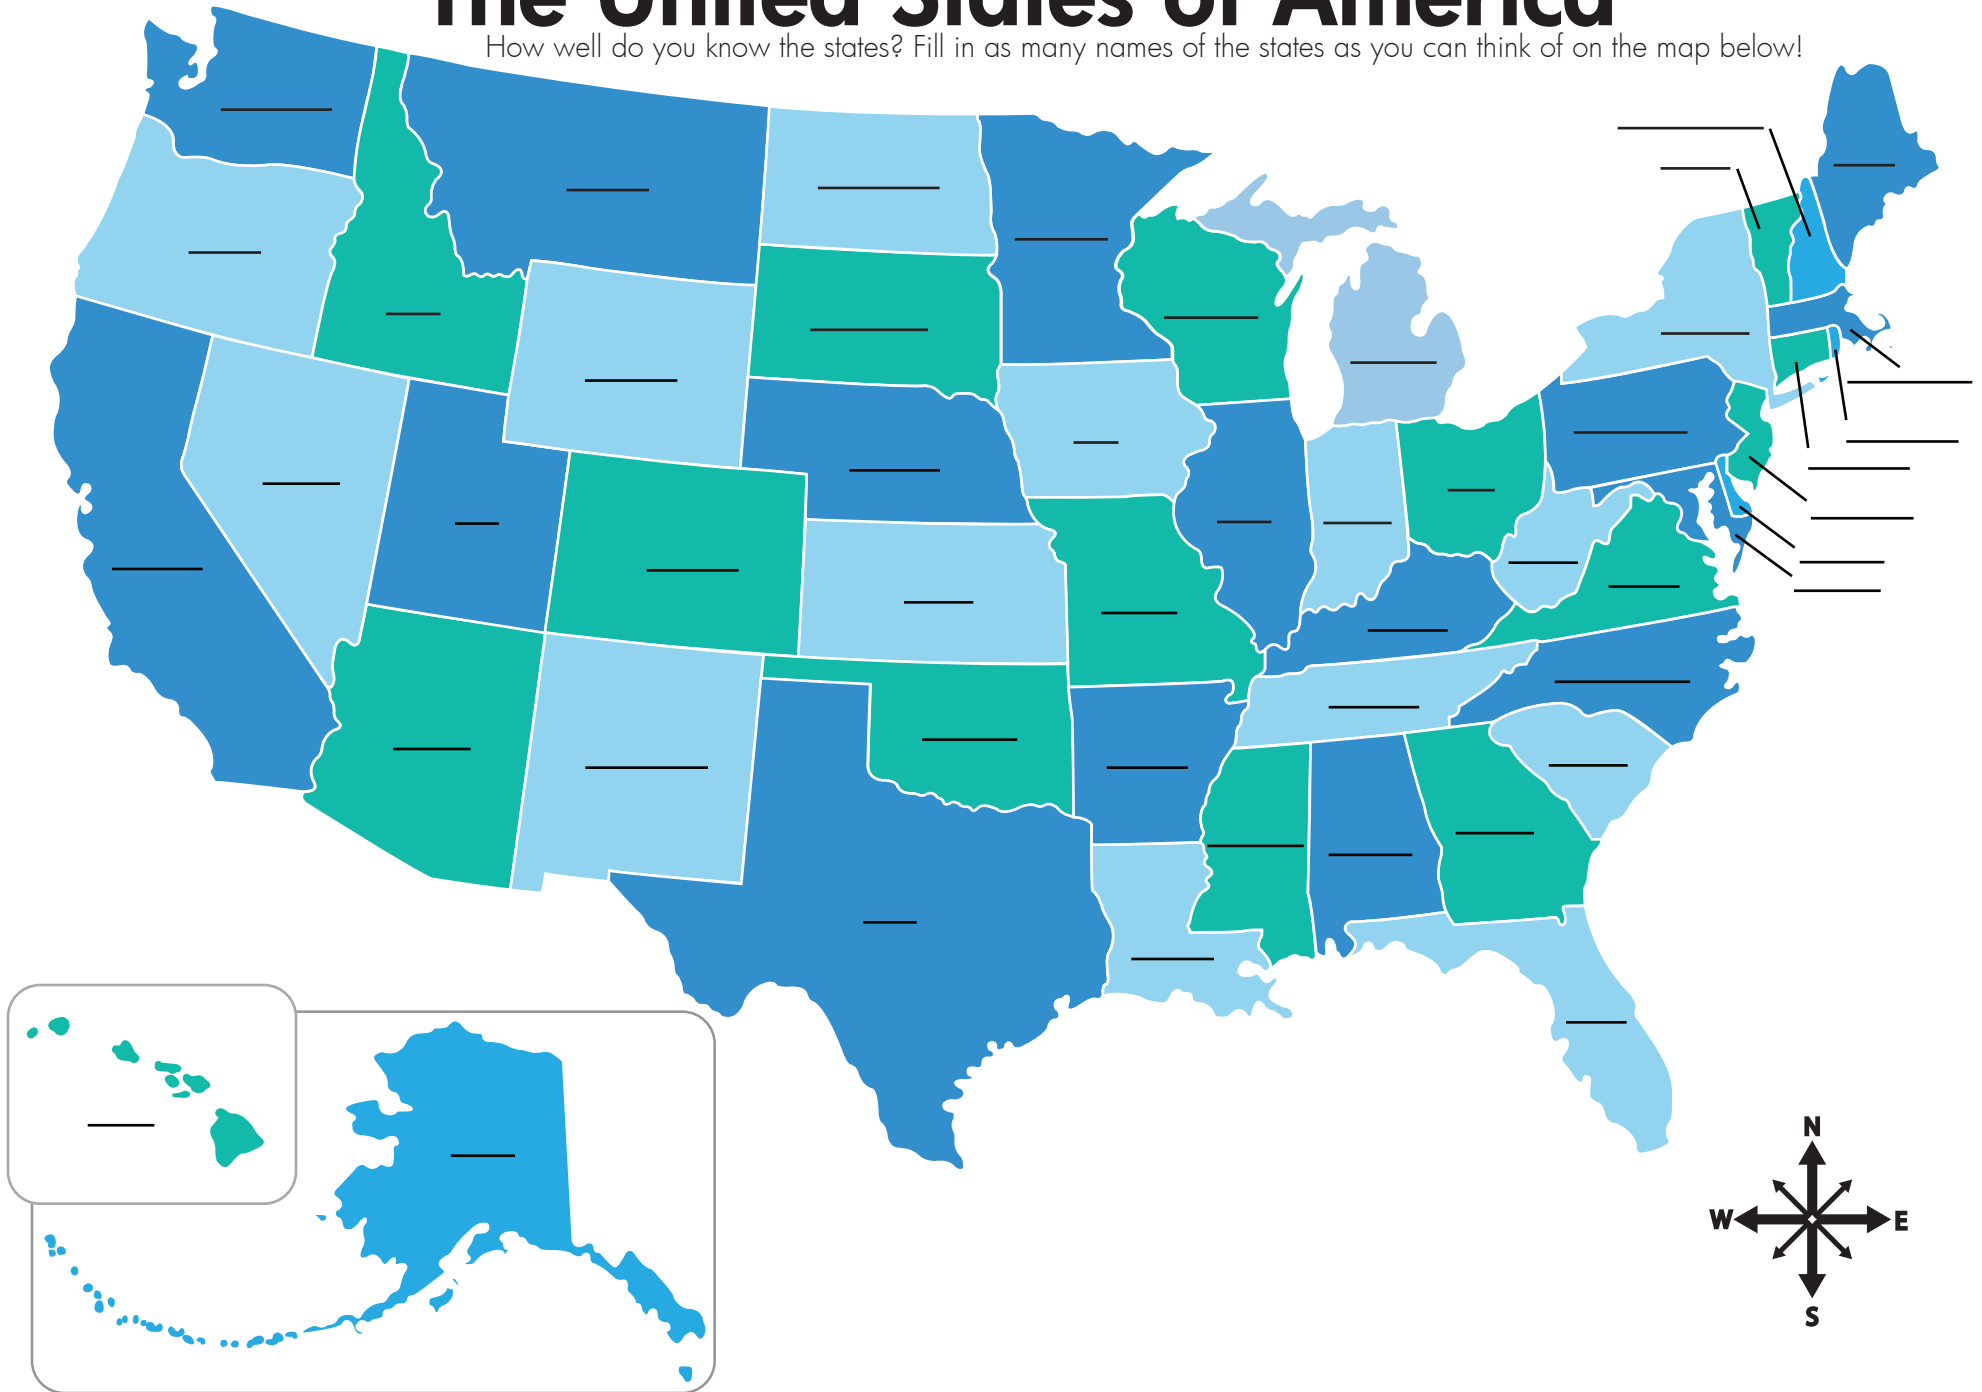 The United States of America
How well do you know the states? Fill in as many names of the states as you can think of on the map below!
N
W
E
S